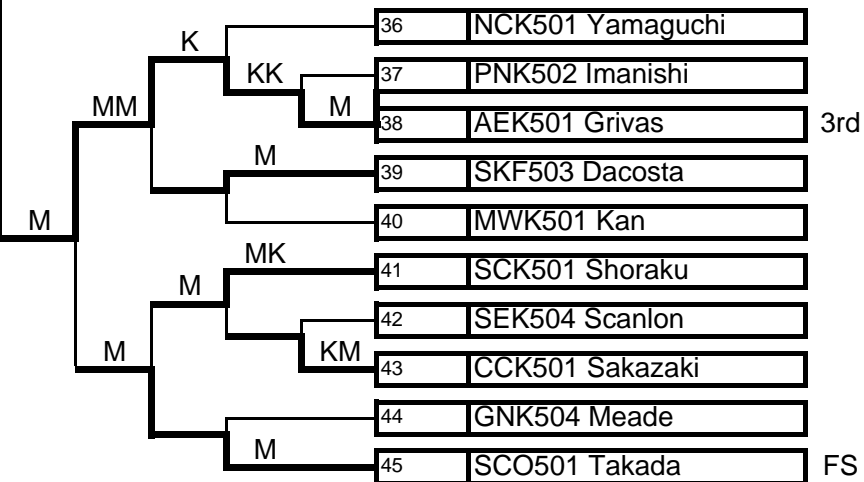 36 NCK501 Yamaguchi
K
KK
37 PNK502 Imanishi
MM
M
38 AEK501 Grivas 3rd
M
39 SKF503 Dacosta
M
40 MWK501 Kan
MK
41 SCK501 Shoraku
M
42 SEK504 Scanlon
M
KM
43 CCK501 Sakazaki
44 GNK504 Meade
M
45 SCO501 Takada FS